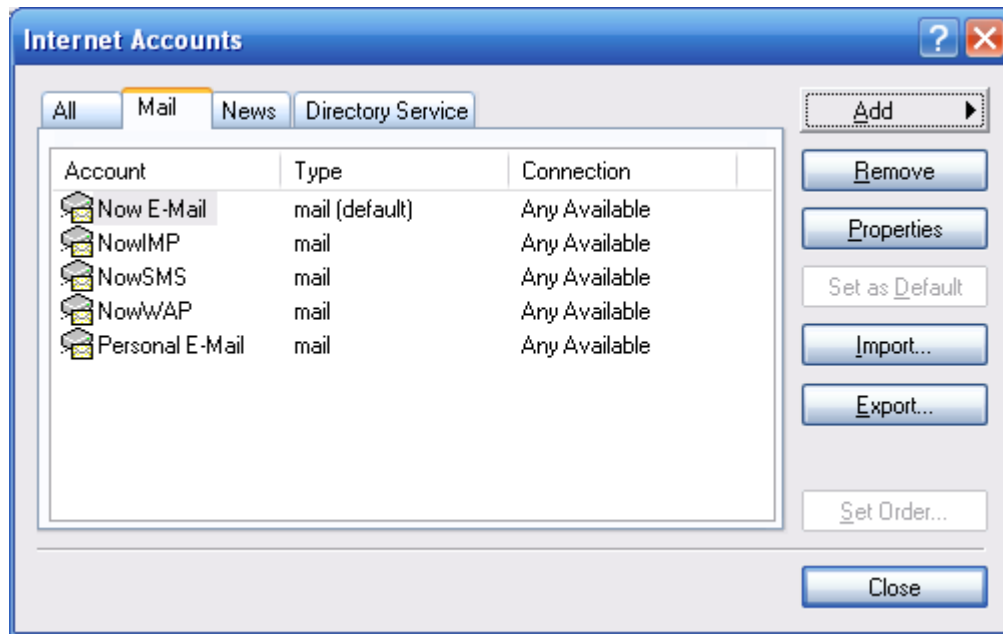 Internet Accounts
All Mail News Directory Service
Add
Account Type Connection
Remove
Now E-Mail mail (default) Any Available
Properties
NowIMP mail Any Available
NowSMS mail Any Available
Set as Default
NowWAP mail Any Available
Personal E-Mail mail Any Available
Import...
Export...
Set Order...
Close